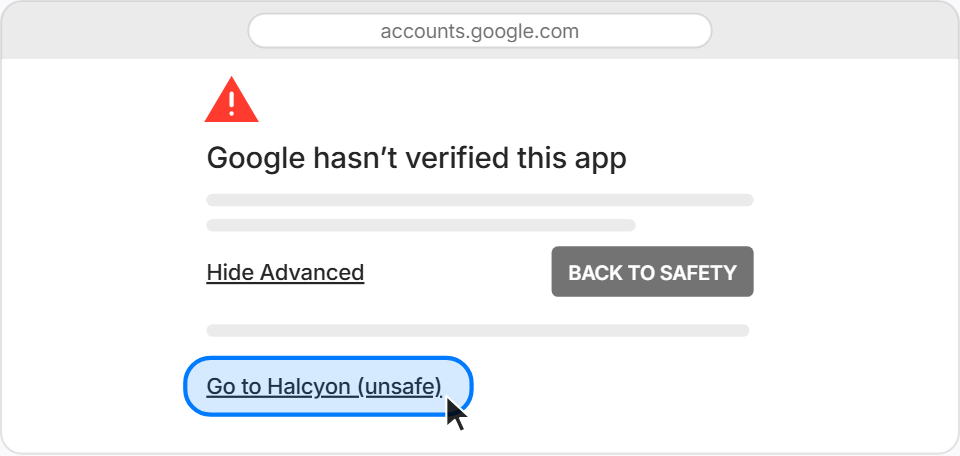 accounts.google.com
Google hasn’t verified this app
Hide Advanced
BACK TO SAFETY
Go to Halcyon (unsafe)